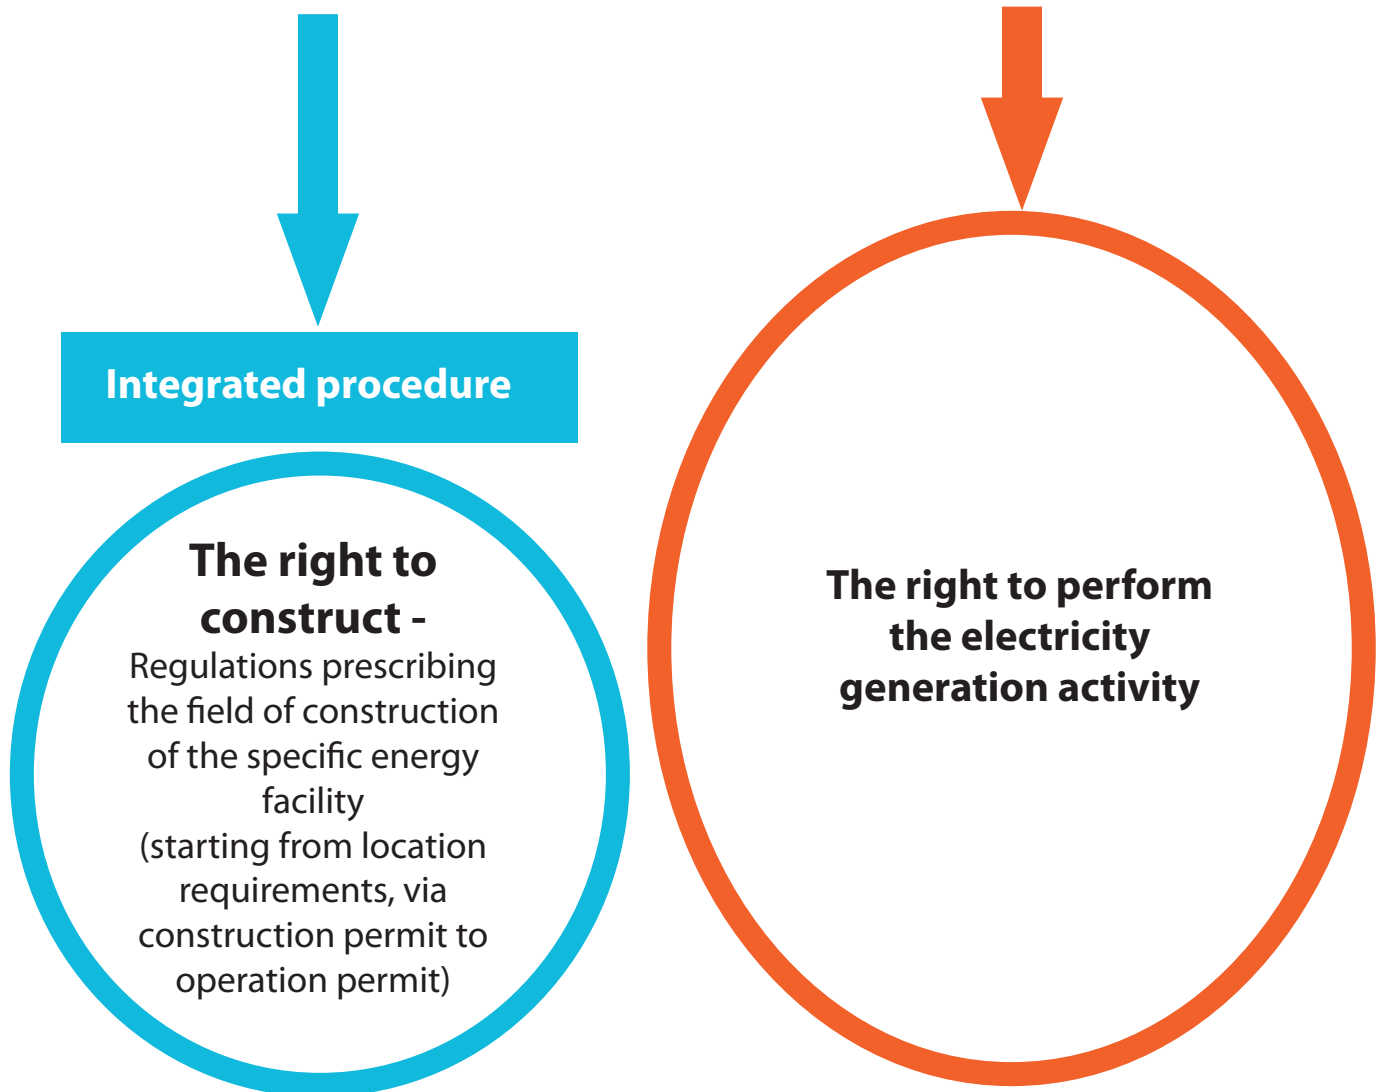 Integrated procedure
The right to
construct -
Regulations prescribing
the field of construction
of the specific energy
facility
(starting from location
requirements, via
construction permit to
operation permit)
The right to perform
the electricity
generation activity